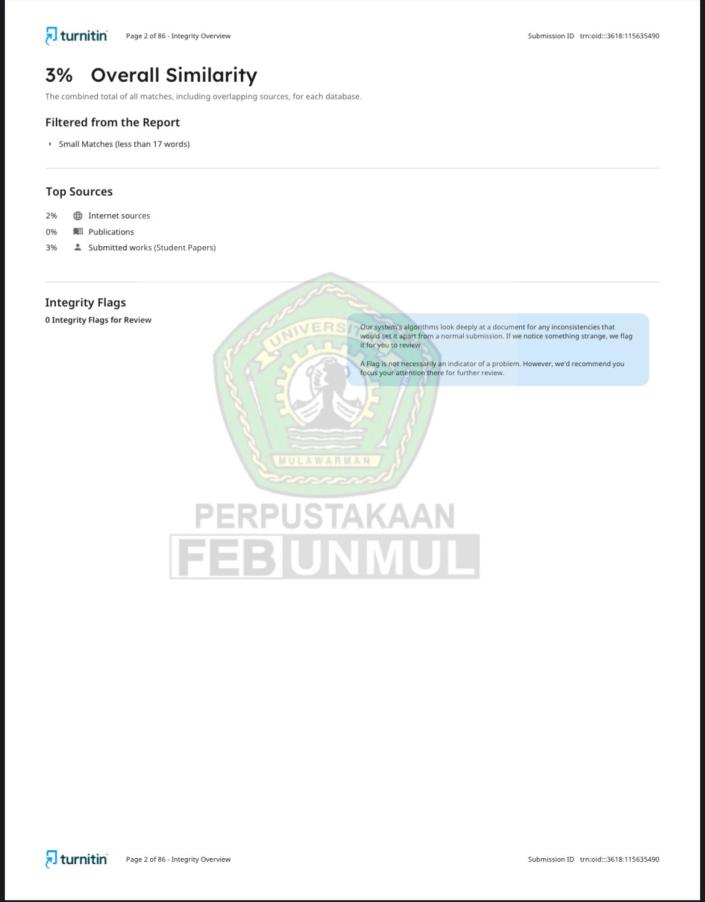 turnitin Page 2 of 86 - Integrity Overview Submission ID trn:oid:::3618:115635490
3% Overall Similarity
The combined total of all matches, including overlapping sources, for each database.
Filtered from the Report
Small Matches (less than 17 words)
Top Sources
2% Internet sources
0% Publications
3% Submitted works (Student Papers)
Integrity Flags
0 Integrity Flags for Review
Our system's algorithms look deeply at a document for any inconsistencies that
would set it apart from a normal submission. If we notice something strange, we flag
it for you to review.
A Flag is not necessarily an indicator of a problem. However, we'd recommend you
focus your attention there for further review.
MULAWARMAN
PERPUSTAKAAN
FEB UNMUL
turnitin Page 2 of 86 - Integrity Overview Submission ID trn:oid:::3618:115635490